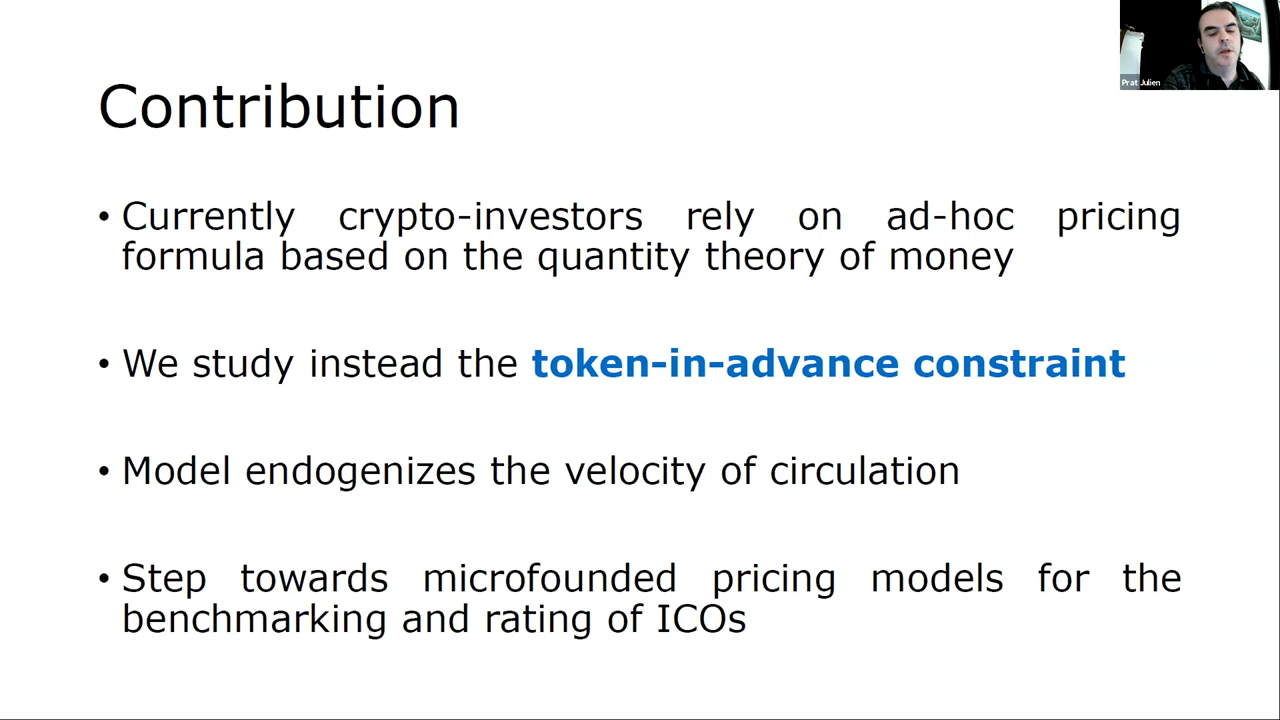 Prat Julien
Contribution
• Currently crypto-investors rely on ad-hoc pricing
formula based on the quantity theory of money
• We study instead the token-in-advance constraint
• Model endogenizes the velocity of circulation
• Step towards microfounded pricing models for the
benchmarking and rating of ICOs